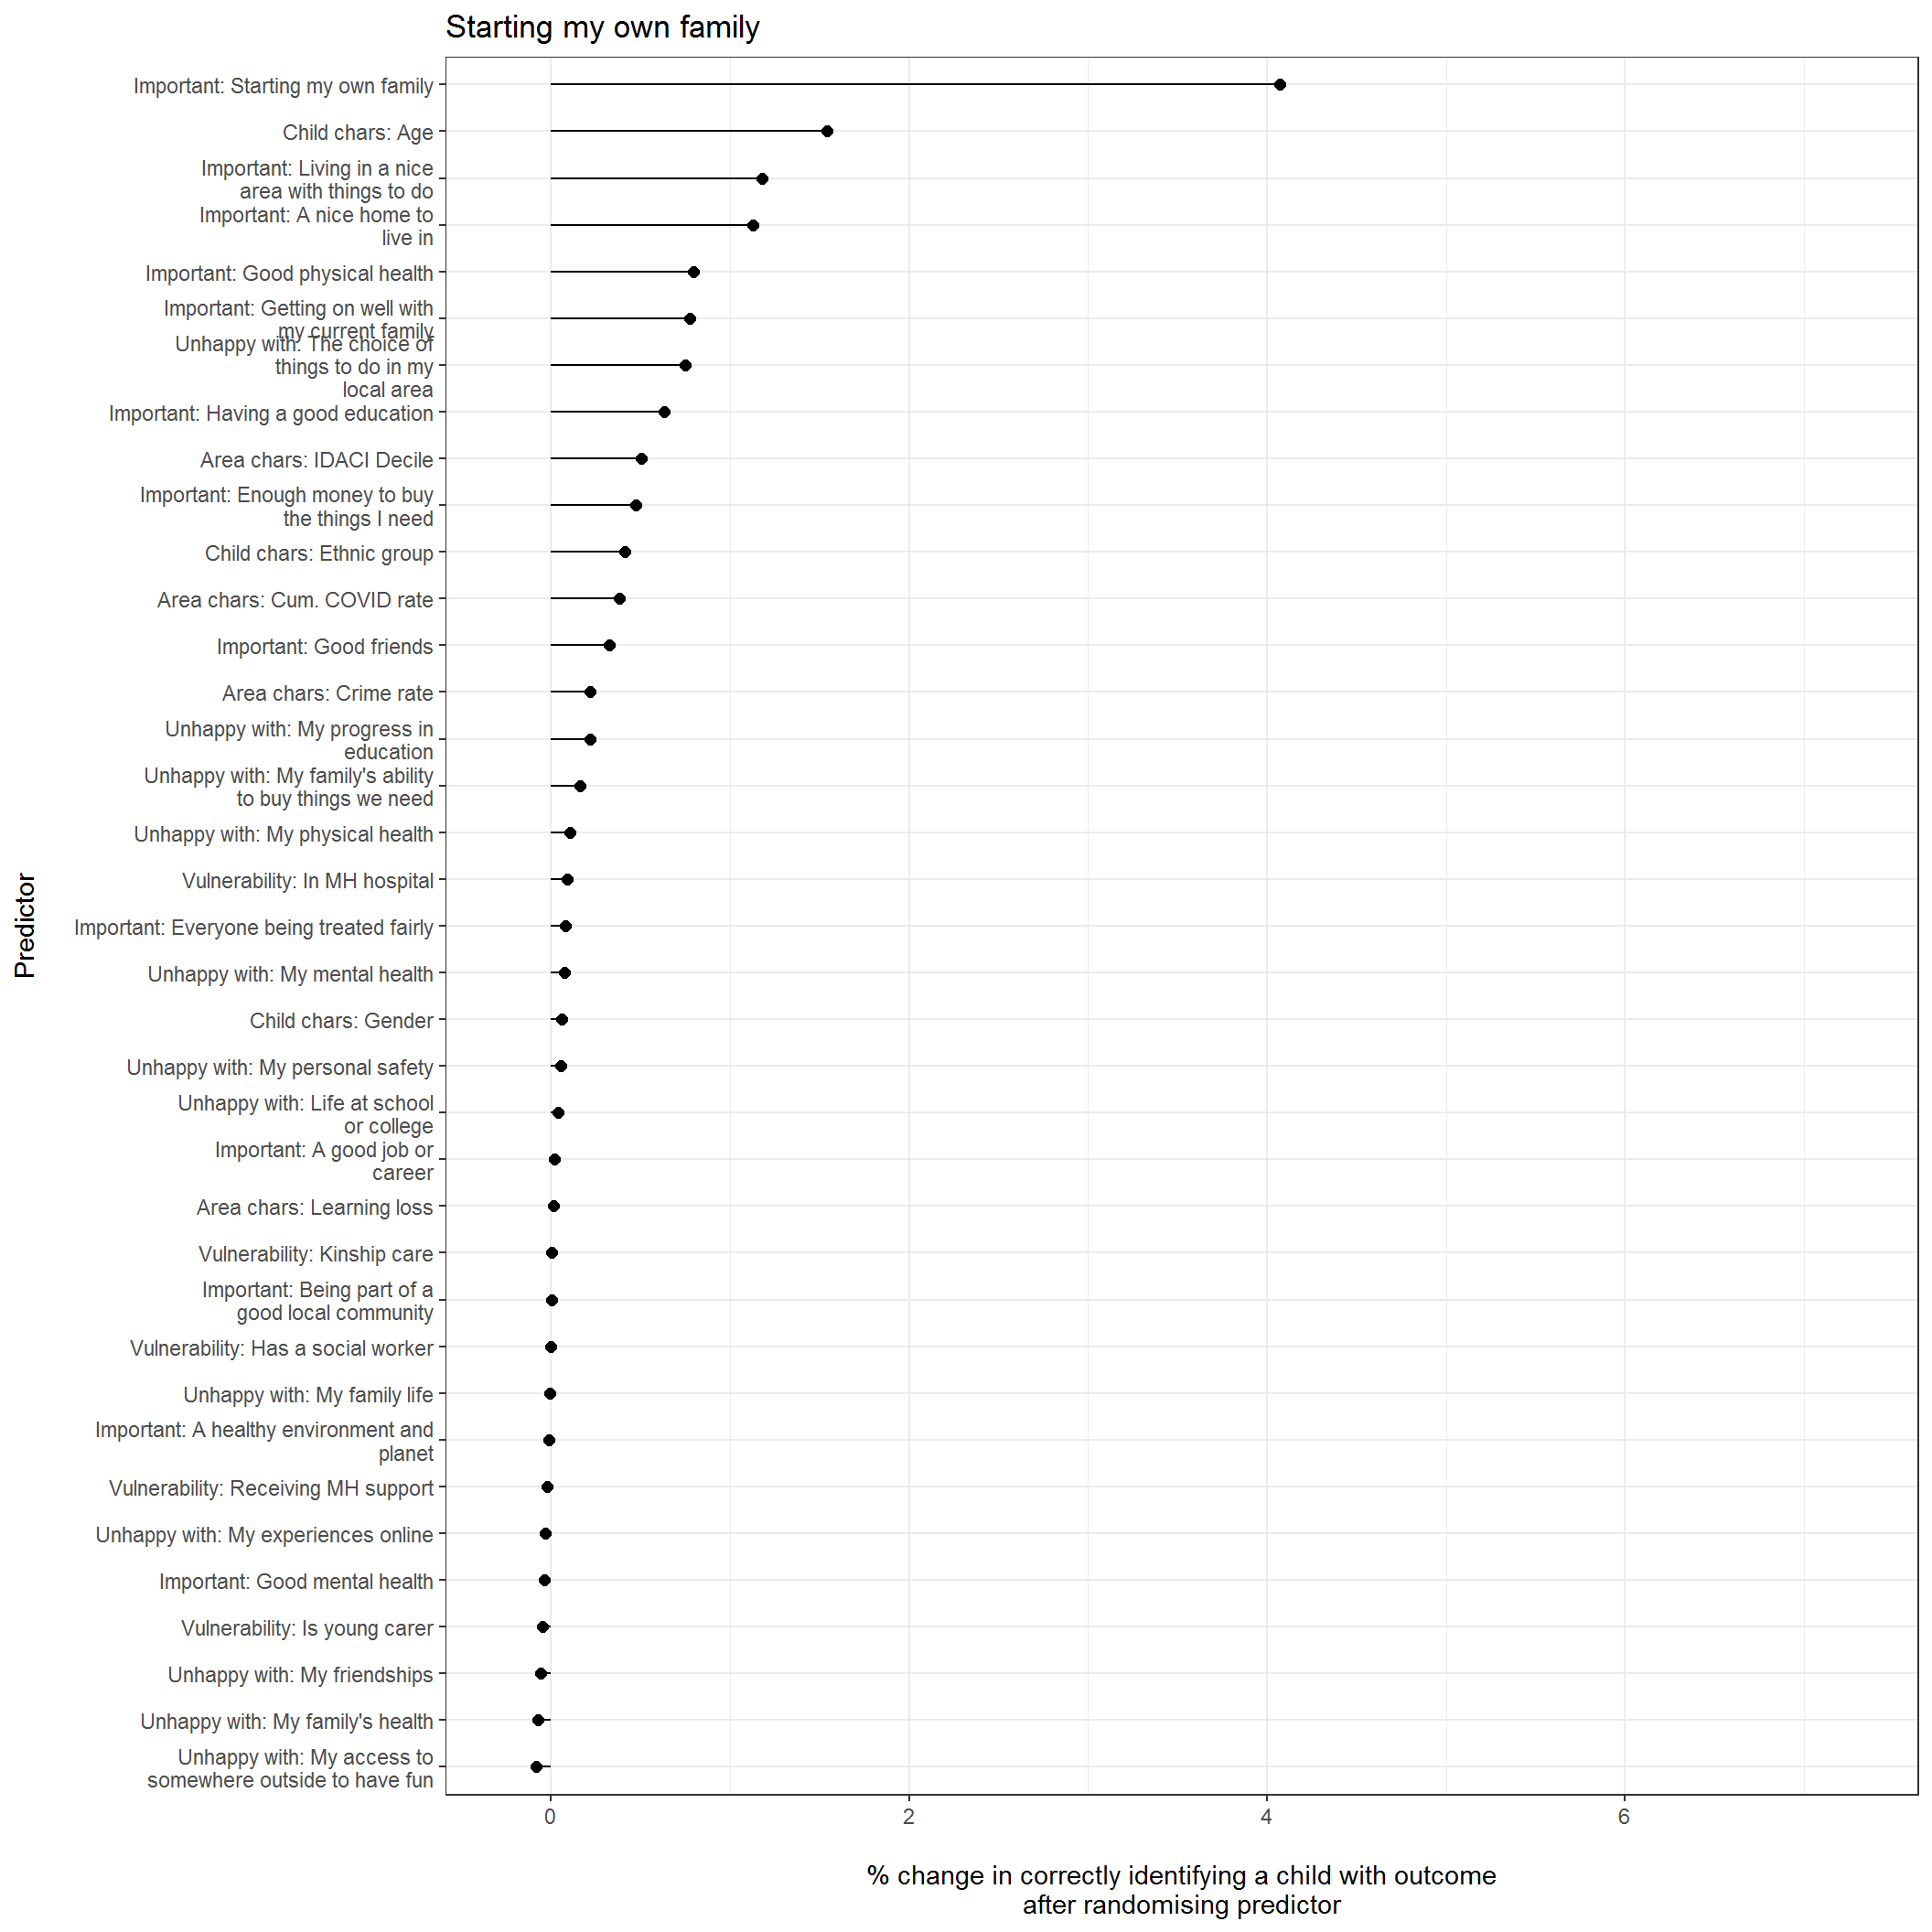 Starting my own family
Important: Starting my own family
Child chars: Age
Important: Living in a nice
area with things to do
Important: A nice home to
live in
Important: Good physical health
Important: Getting on well with
my current family
Unhappy with: The choice of
things to do in my
local area
Important: Having a good education
Area chars: IDACI Decile
Important: Enough money to buy
the things I need
Child chars: Ethnic group
Area chars: Cum. COVID rate
Important: Good friends
Area chars: Crime rate
Unhappy with: My progress in
education
Unhappy with: My family's ability
to buy things we need
Unhappy with: My physical health
Vulnerability: In MH hospital
Important: Everyone being treated fairly
Unhappy with: My mental health
Child chars: Gender
Unhappy with: My personal safety
Unhappy with: Life at school
or college
Important: A good job or
career
Area chars: Learning loss
Vulnerability: Kinship care
Important: Being part of a
good local community
Vulnerability: Has a social worker
Unhappy with: My family life
Important: A healthy environment and
planet
Vulnerability: Receiving MH support
Unhappy with: My experiences online
Important: Good mental health
Vulnerability: Is young carer
Unhappy with: My friendships
Unhappy with: My family's health
Unhappy with: My access to
somewhere outside to have fun
Predictor
0 2 4 6
% change in correctly identifying a child with outcome
after randomising predictor